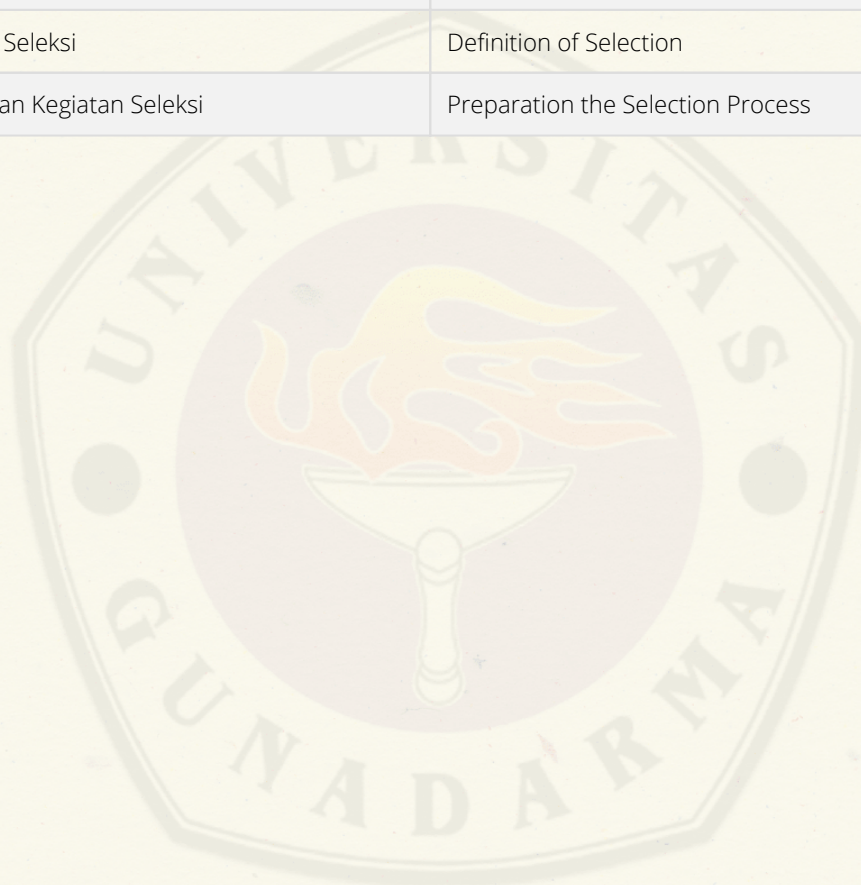 Seleksi
Definition of Selection
an Kegiatan Seleksi
Preparation the Selection Process
UNIVERSITAS
GUNADARMA